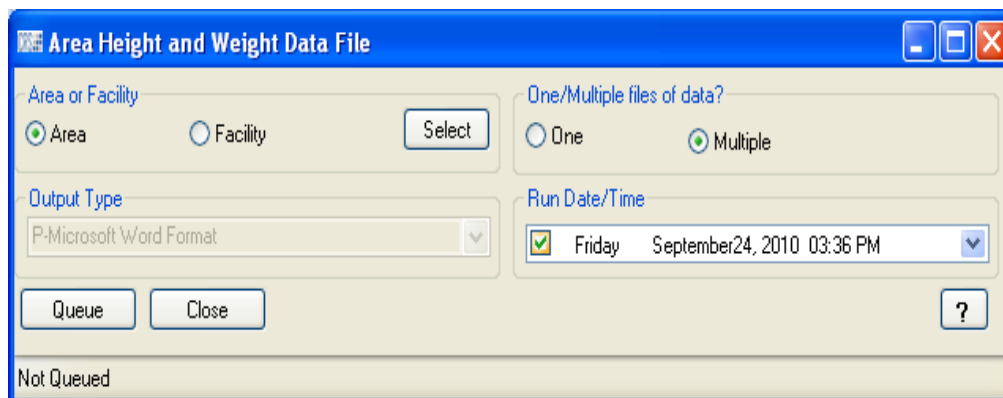 Area Height and Weight Data File
Area or Facility
Area Facility Select
One/Multiple files of data?
One Multiple
Output Type
P-Microsoft Word Format
Run Date/Time
Friday September24, 2010 03:36 PM
Queue Close ?
Not Queued